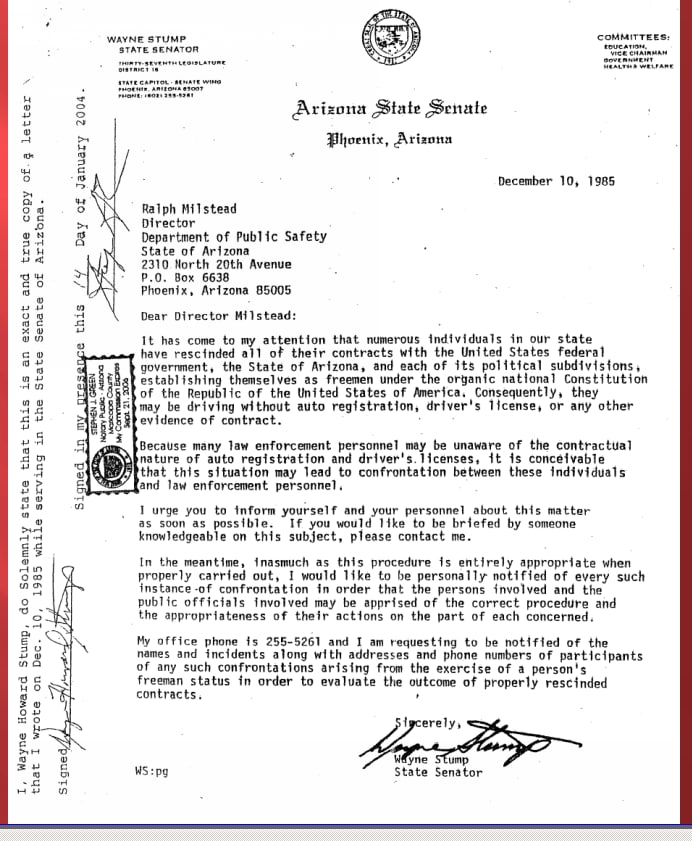 WAYNE STUMP
STATE SENATOR
THIRTY-SEVENTH LEGISLATURE
DISTRICT 16
STATE CAPITOL - SENATE WING
PHOENIX, ARIZONA 85007
PHONE: (602) 255-5261
COMMITTEES:
EDUCATION,
VICE CHAIRMAN
GOVERNMENT
HEALTH & WELFARE
Arizona State Senate
Phoenix, Arizona
December 10, 1985
Ralph Milstead
Director
Department of Public Safety
State of Arizona
2310 North 20th Avenue
P.O. Box 6638
Phoenix, Arizona 85005
Dear Director Milstead:
It has come to my attention that numerous individuals in our state
have rescinded all of their contracts with the United States federal
government, the State of Arizona, and each of its political subdivisions,
establishing themselves as freemen under the organic national Constitution
of the Republic of the United States of America. Consequently, they
may be driving without auto registration, driver's license, or any other
evidence of contract.
Because many law enforcement personnel may be unaware of the contractual
nature of auto registration and driver's licenses, it is conceivable
that this situation may lead to confrontation between these individuals
and law enforcement personnel.
I urge you to inform yourself and your personnel about this matter
as soon as possible. If you would like to be briefed by someone
knowledgeable on this subject, please contact me.
In the meantime, inasmuch as this procedure is entirely appropriate when
properly carried out, I would like to be personally notified of every such
instance of confrontation in order that the persons involved and the
public officials involved may be apprised of the correct procedure and
the appropriateness of their actions on the part of each concerned.
My office phone is 255-5261 and I am requesting to be notified of the
names and incidents along with addresses and phone numbers of participants
of any such confrontations arising from the exercise of a person's
freeman status in order to evaluate the outcome of properly rescinded
contracts.
Sincerely,
Wayne Stump
Wayne Stump
State Senator
WS:pg
I, Wayne Howard Stump, do Solemnly state that this is an exact and true copy of a letter
that I wrote on Dec. 10, 1985 while serving in the State Senate of Arizona.
Signed Wayne Howard Stump
Signed in my presence this 14 Day of January 2004.
STEPHEN J. GREEN
Notary Public - Arizona
Maricopa County
My Commission Expires
Sept. 21, 2006